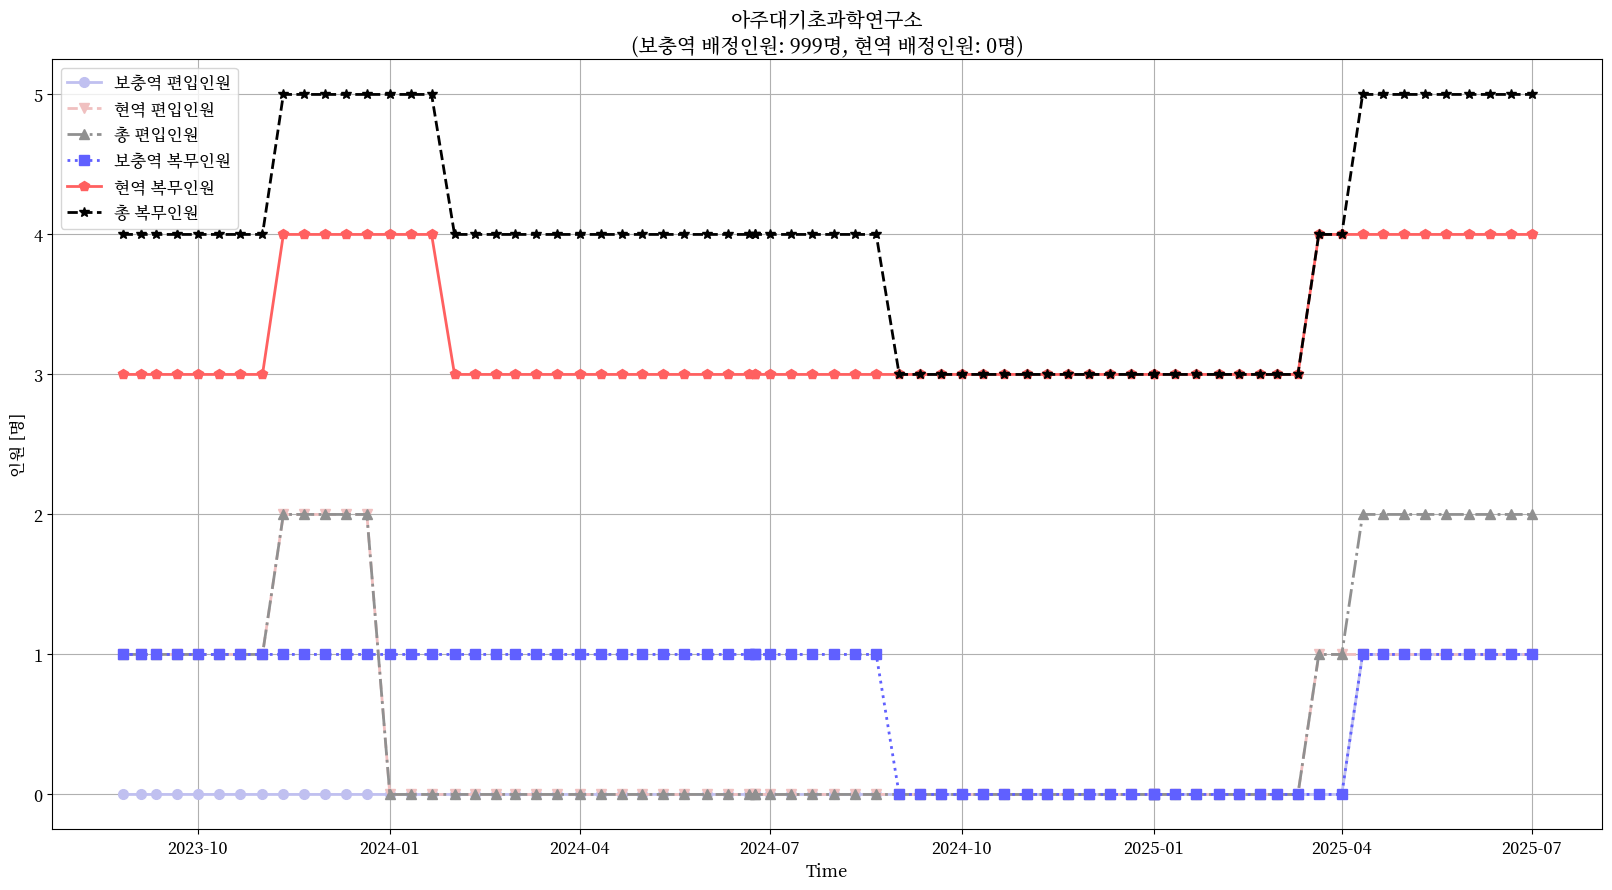 아주대기초과학연구소
(보충역 배정인원: 999명, 현역 배정인원: 0명)
보충역 편입인원
현역 편입인원
총 편입인원
보충역 복무인원
현역 복무인원
총 복무인원
인원 [명]
5
4
3
2
1
0
2023-10
2024-01
2024-04
2024-07
2024-10
2025-01
2025-04
2025-07
Time